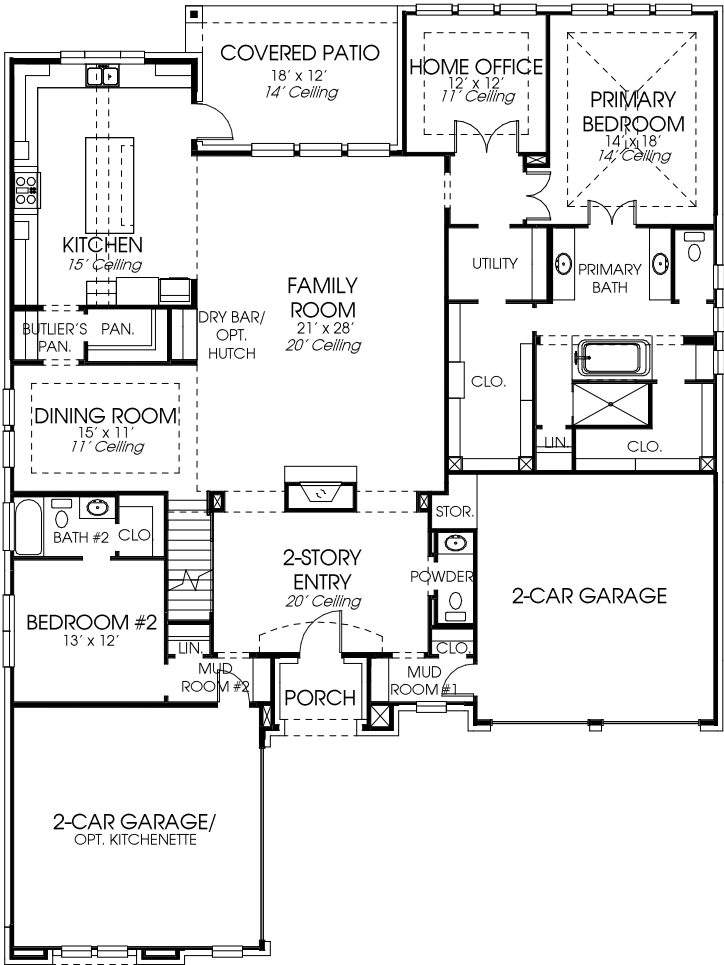 COVERED PATIO
18' x 12'
14' Ceiling
HOME OFFICE
12' x 12'
11' Ceiling
PRIMARY
BEDROOM
14' x 18'
14' Ceiling
KITCHEN
15' Ceiling
UTILITY
PRIMARY
BATH
FAMILY
ROOM
21' x 28'
20' Ceiling
BUTLIER'S
PAN.
PAN.
DRY BAR/
OPT.
HUTCH
CLO.
DINING ROOM
15' x 11'
11' Ceiling
LIN.
CLO.
BATH #2
CLO.
STOR.
2-STORY
ENTRY
20' Ceiling
POWDER
2-CAR GARAGE
BEDROOM #2
13' x 12'
LIN.
CLO.
MUD
ROOM #2
PORCH
MUD
ROOM #1
2-CAR GARAGE/
OPT. KITCHENETTE